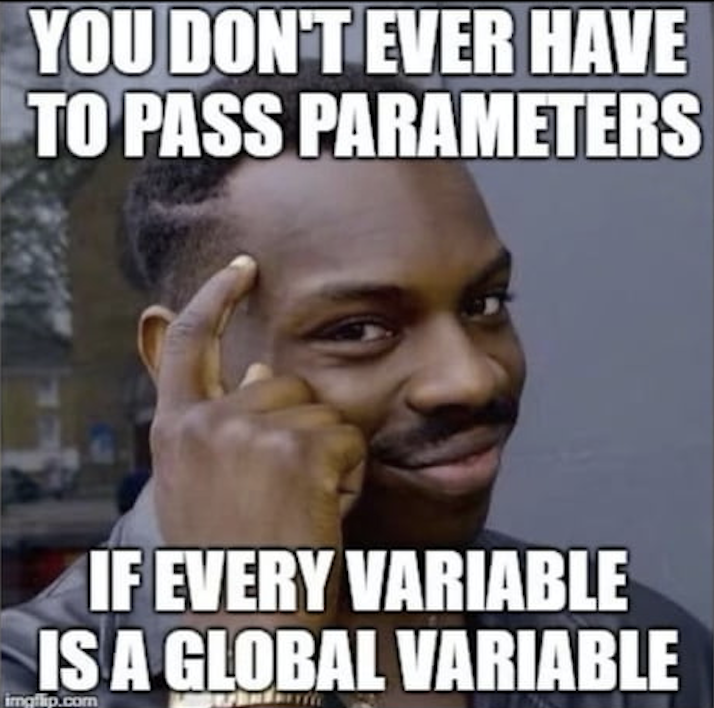 YOU DON'T EVER HAVE
TO PASS PARAMETERS
IF EVERY VARIABLE
IS A GLOBAL VARIABLE
imgflip.com